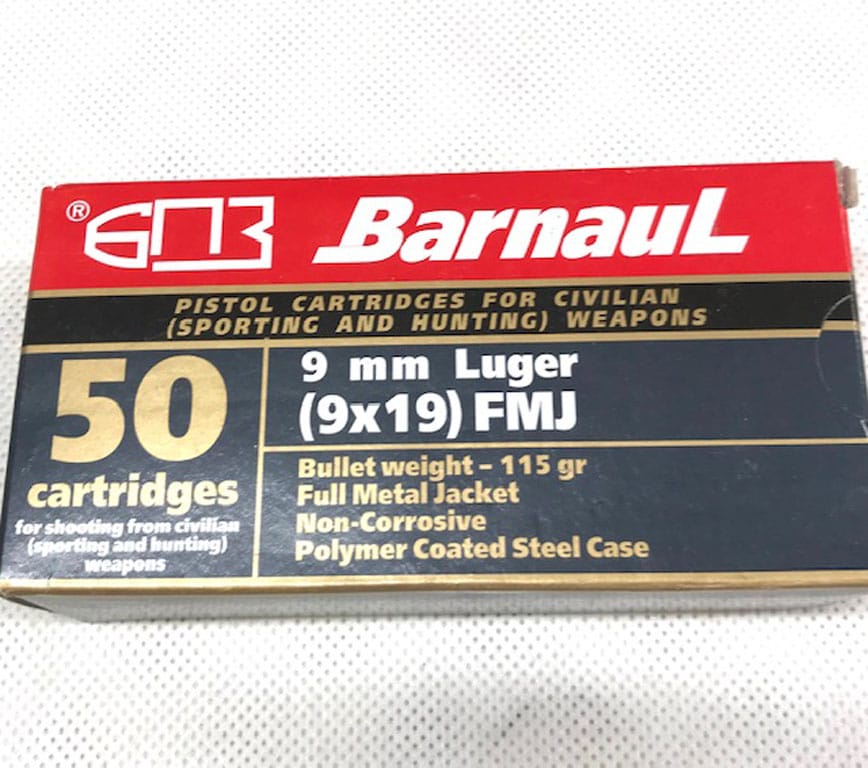 ® БПЗ BarnauL
PISTOL CARTRIDGES FOR CIVILIAN
(SPORTING AND HUNTING) WEAPONS
50
cartridges
for shooting from civilian
(sporting and hunting)
weapons
9 mm Luger
(9x19) FMJ
Bullet weight – 115 gr
Full Metal Jacket
Non-Corrosive
Polymer Coated Steel Case